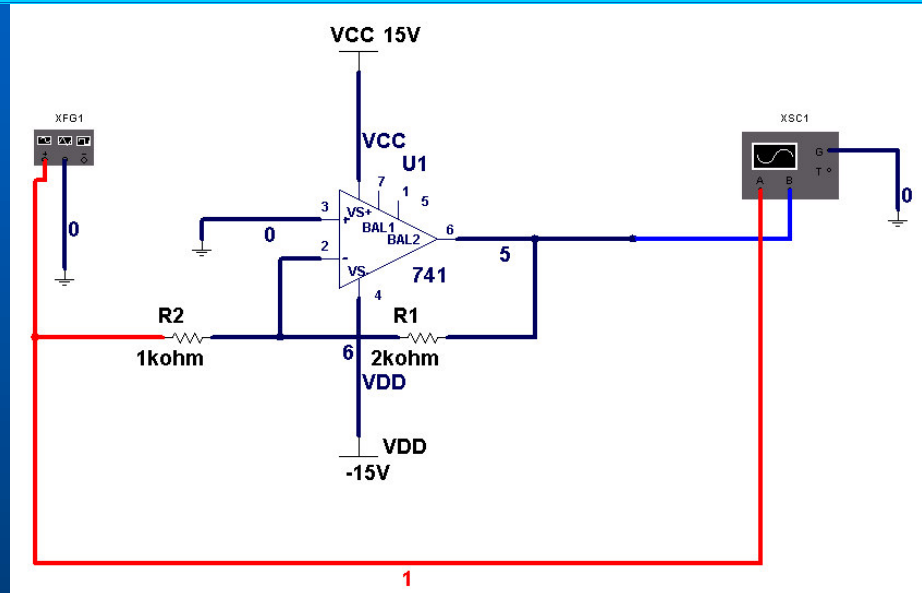 VCC 15V
XFG1
XSC1
VCC
U1
7
1
5
G
T
A B
3
VS+
+
BAL1
BAL2
6
0
0
0
2
-
VS-
741
5
4
R2
R1
1kohm
6
2kohm
VDD
VDD
-15V
1